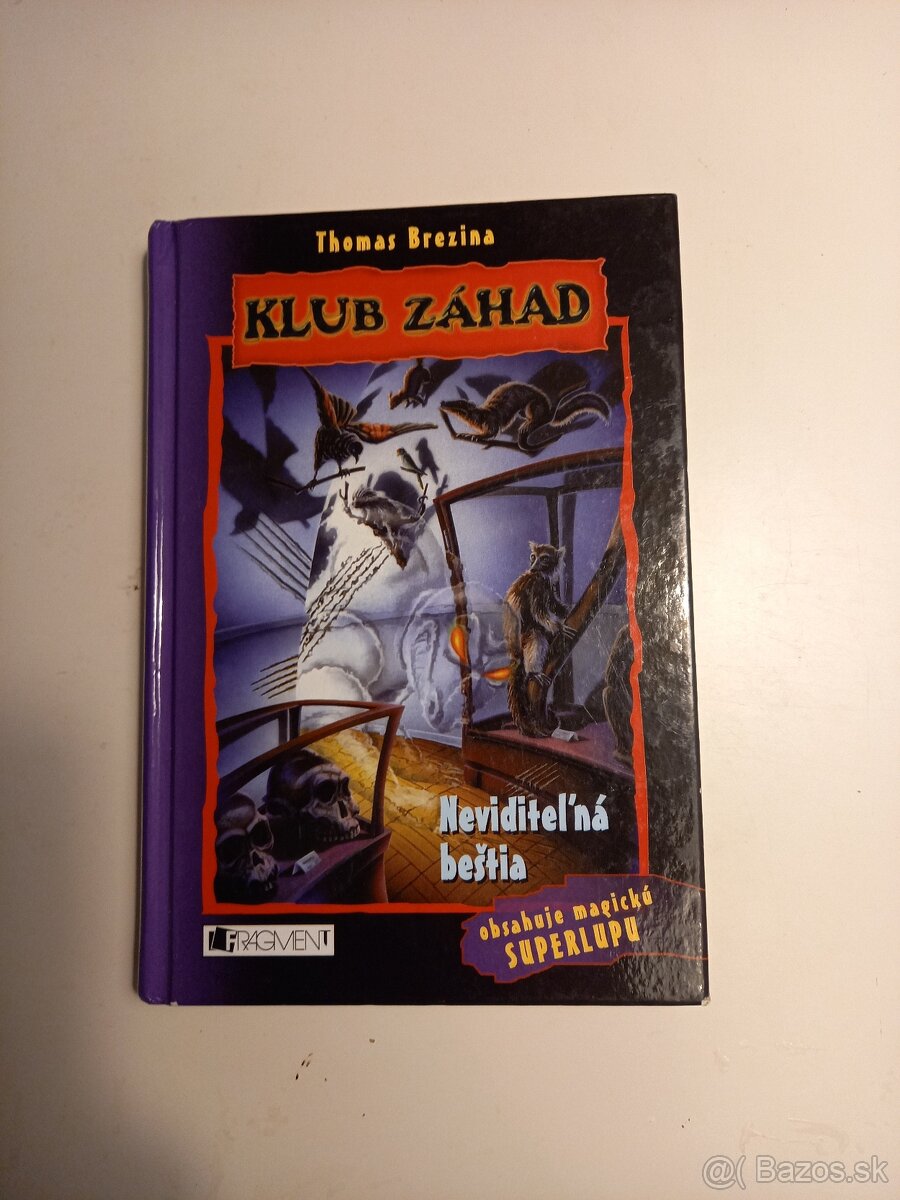 Thomas Brezina
KLUB ZÁHAD
Neviditeľná
beštia
obsahuje magickú
SUPERLUPU
FRAGMENT
@( Bazos.sk